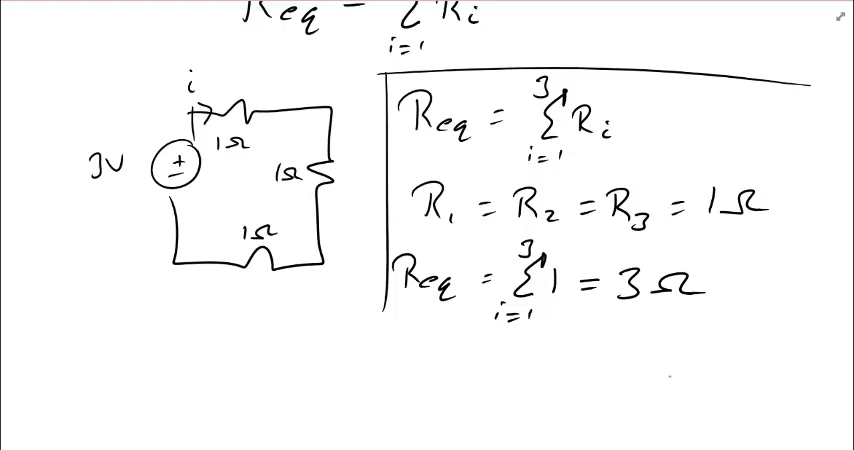 Req = Σ Ri
i=1
i
3V
+
−
1Ω
1Ω
1Ω
Req = Σ Ri
3
i=1
R1 = R2 = R3 = 1Ω
3
Req = Σ 1 = 3Ω
i=1